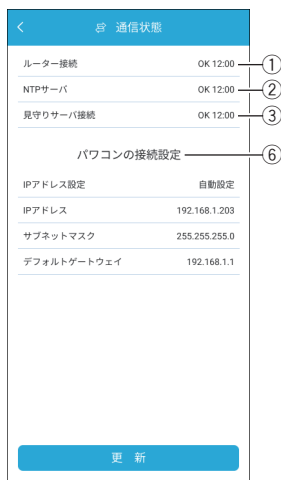 通信状態
ルーター接続 OK 12:00 ①
NTPサーバ OK 12:00 ②
見守りサーバ接続 OK 12:00 ③
パワコンの接続設定 ⑥
IPアドレス設定 自動設定
IPアドレス 192.168.1.203
サブネットマスク 255.255.255.0
デフォルトゲートウェイ 192.168.1.1
更 新